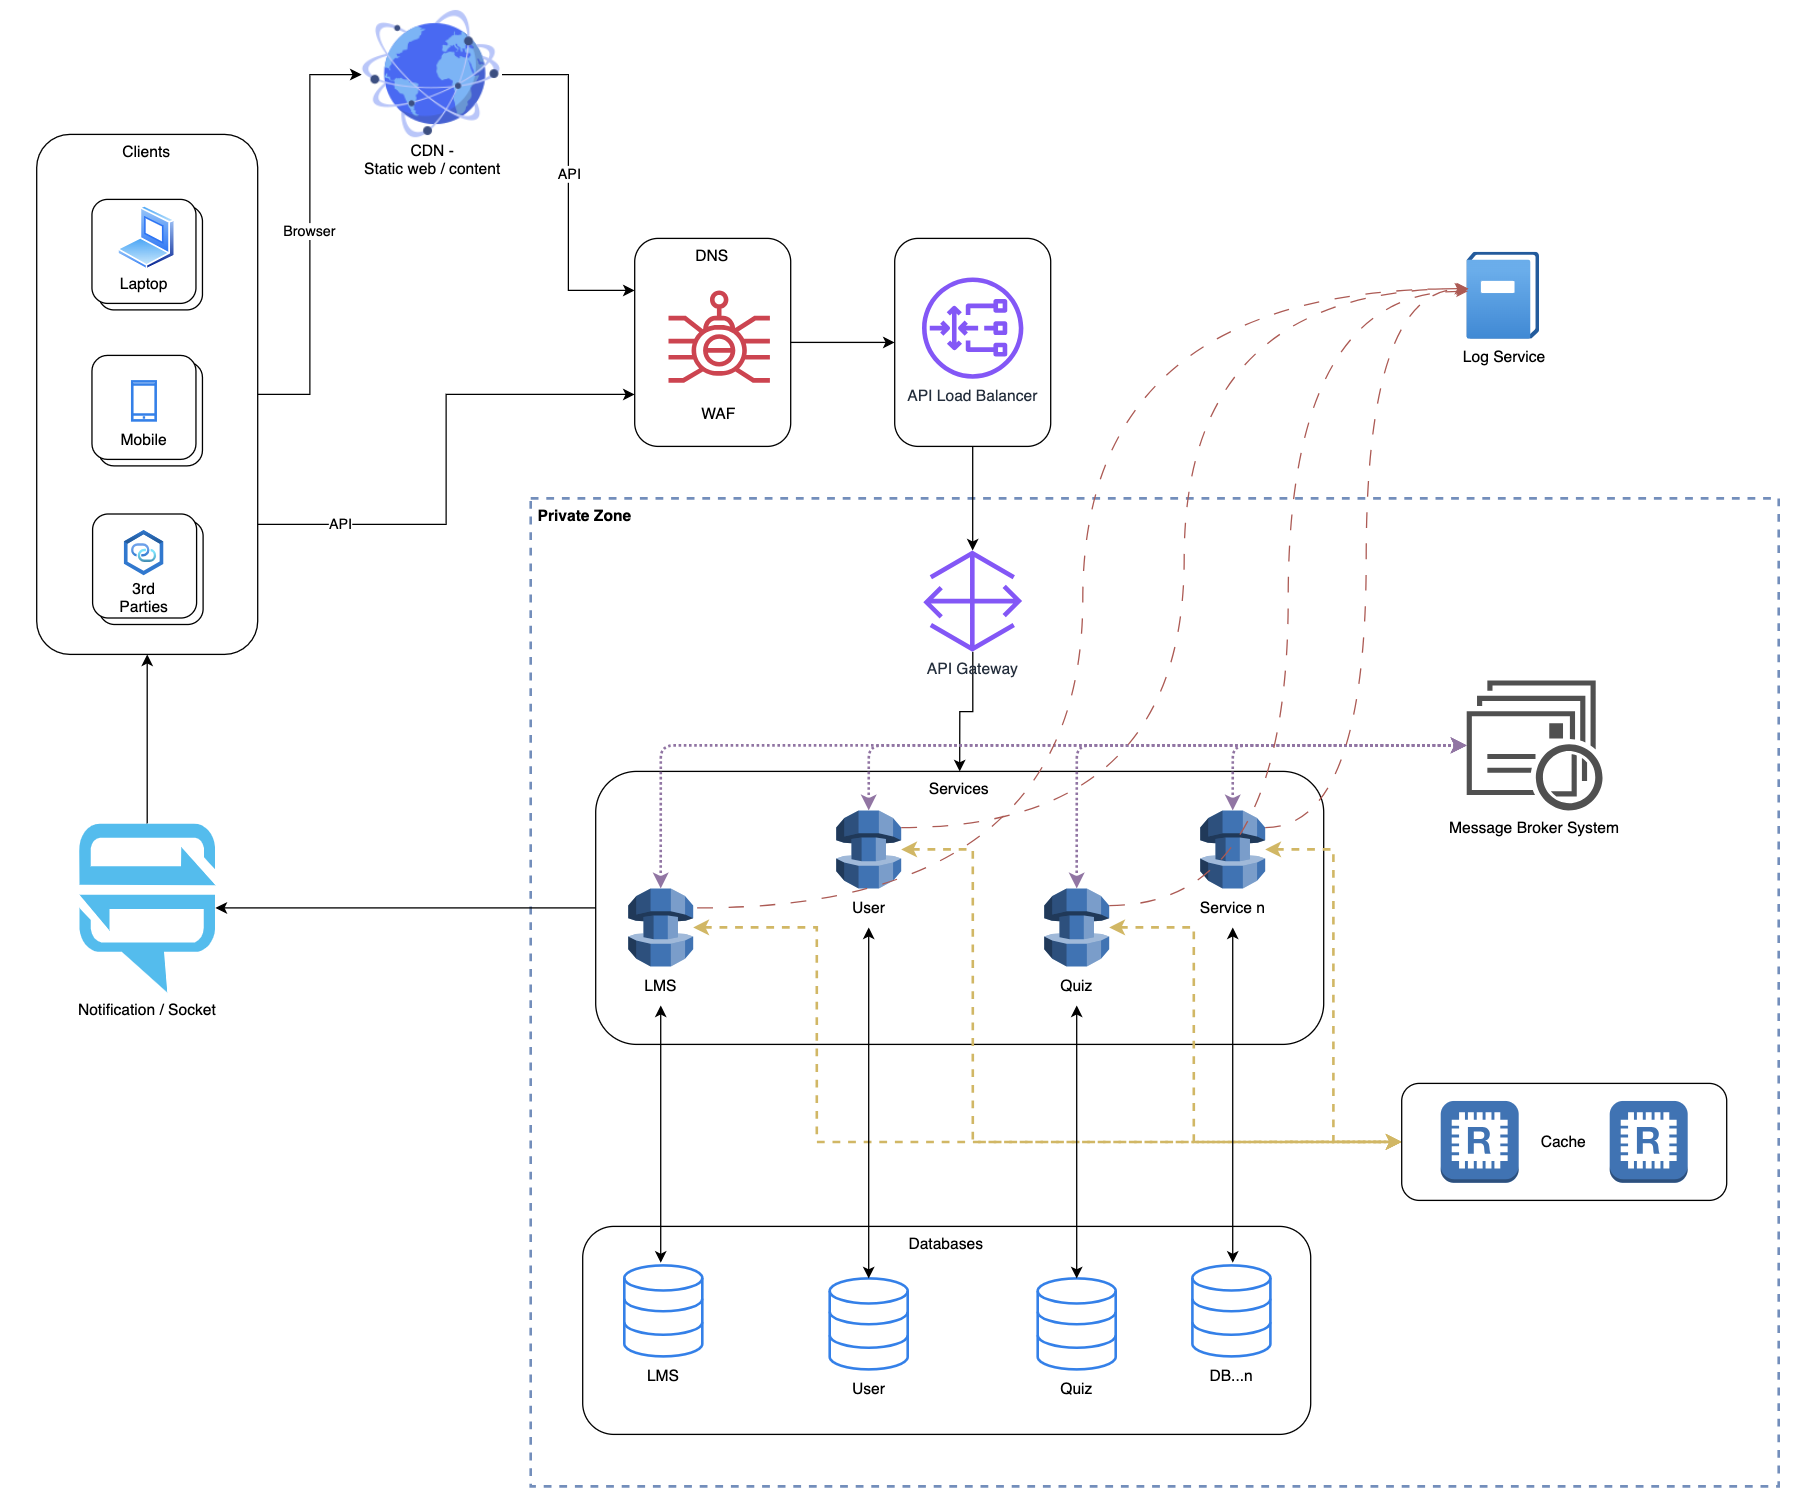 CDN -
Static web / content
Clients
API
Browser
Laptop
DNS
WAF
API Load Balancer
Log Service
Mobile
API
3rd
Parties
Private Zone
API Gateway
Services
Message Broker System
User
Service n
LMS
Quiz
Notification / Socket
R
Cache
R
Databases
LMS
User
Quiz
DB...n